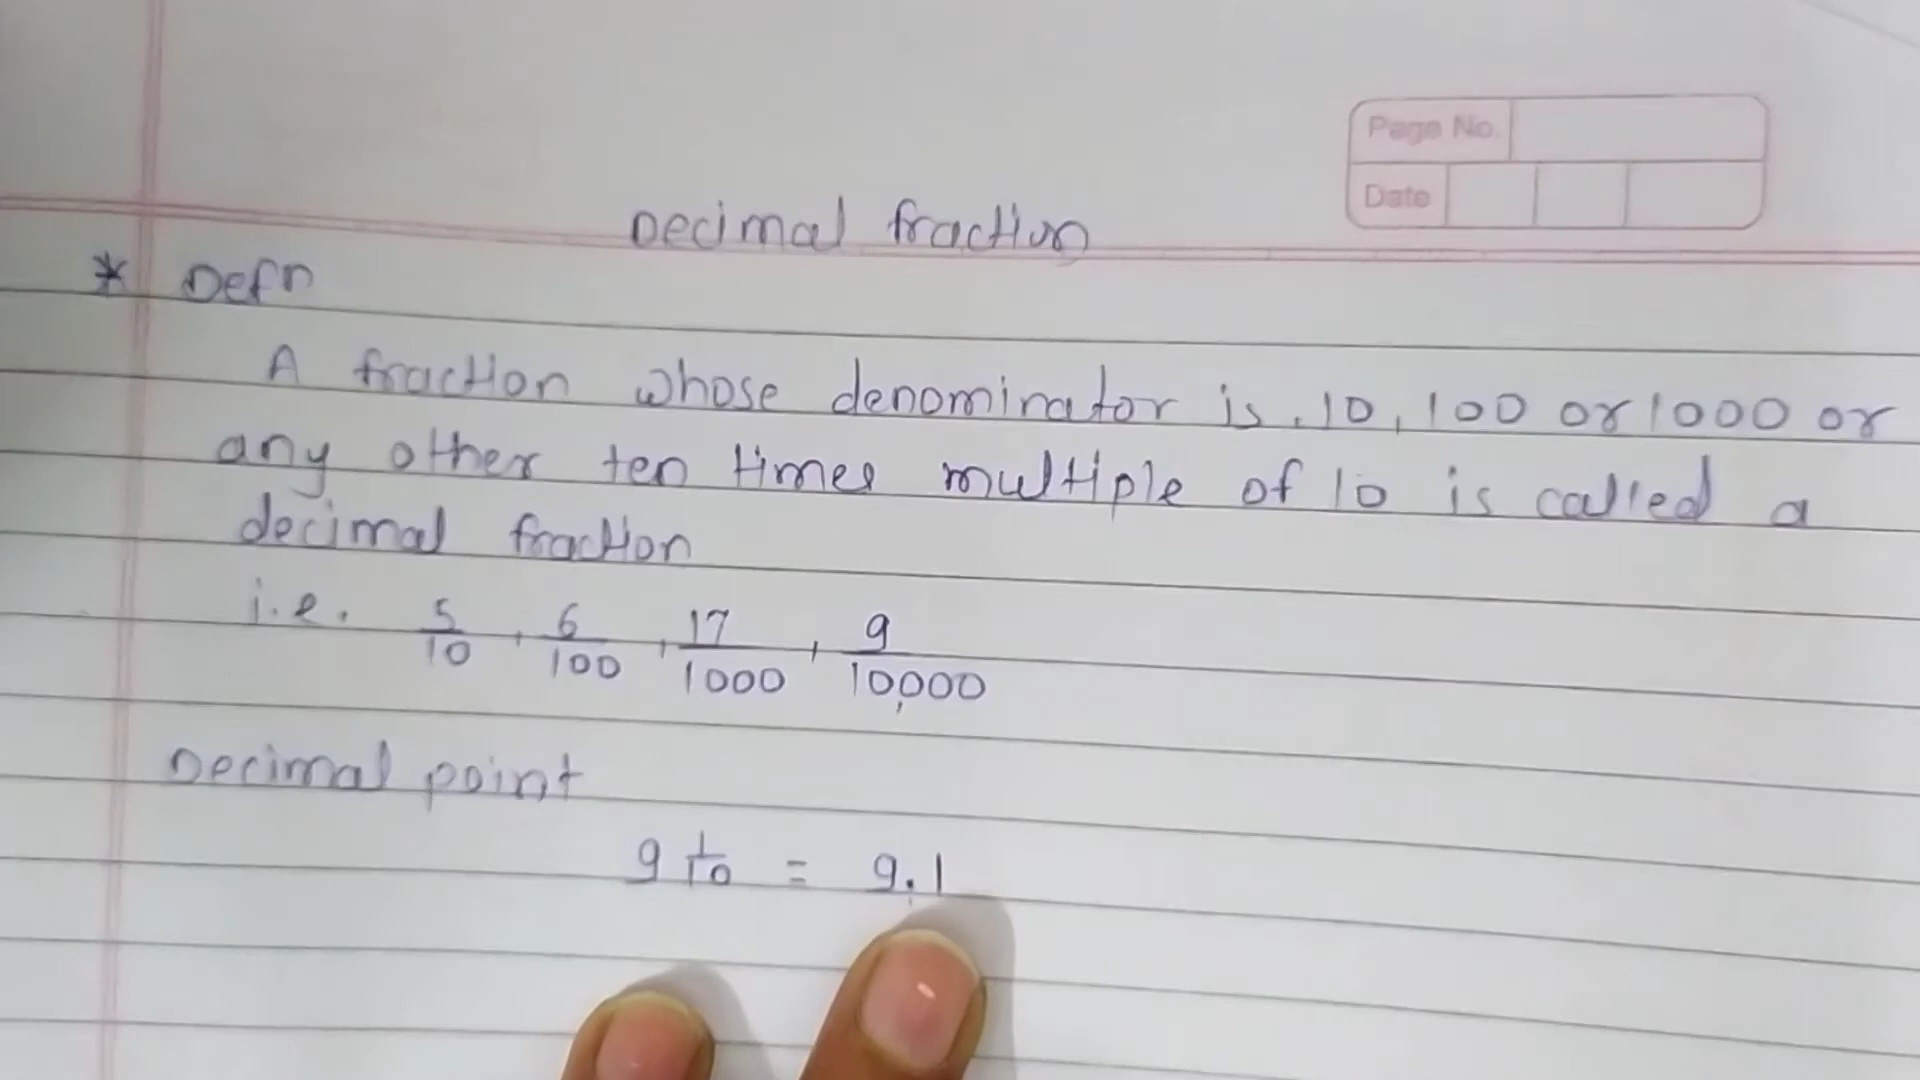 Page No.
Date
Decimal fraction
* Defn
A fraction whose denominator is .10, 100 or 1000 or
any other ten times multiple of 10 is called a
decimal fraction
i.e. 5/10, 6/100, 17/1000, 9/10,000
Decimal point
9 1/10 = 9.1